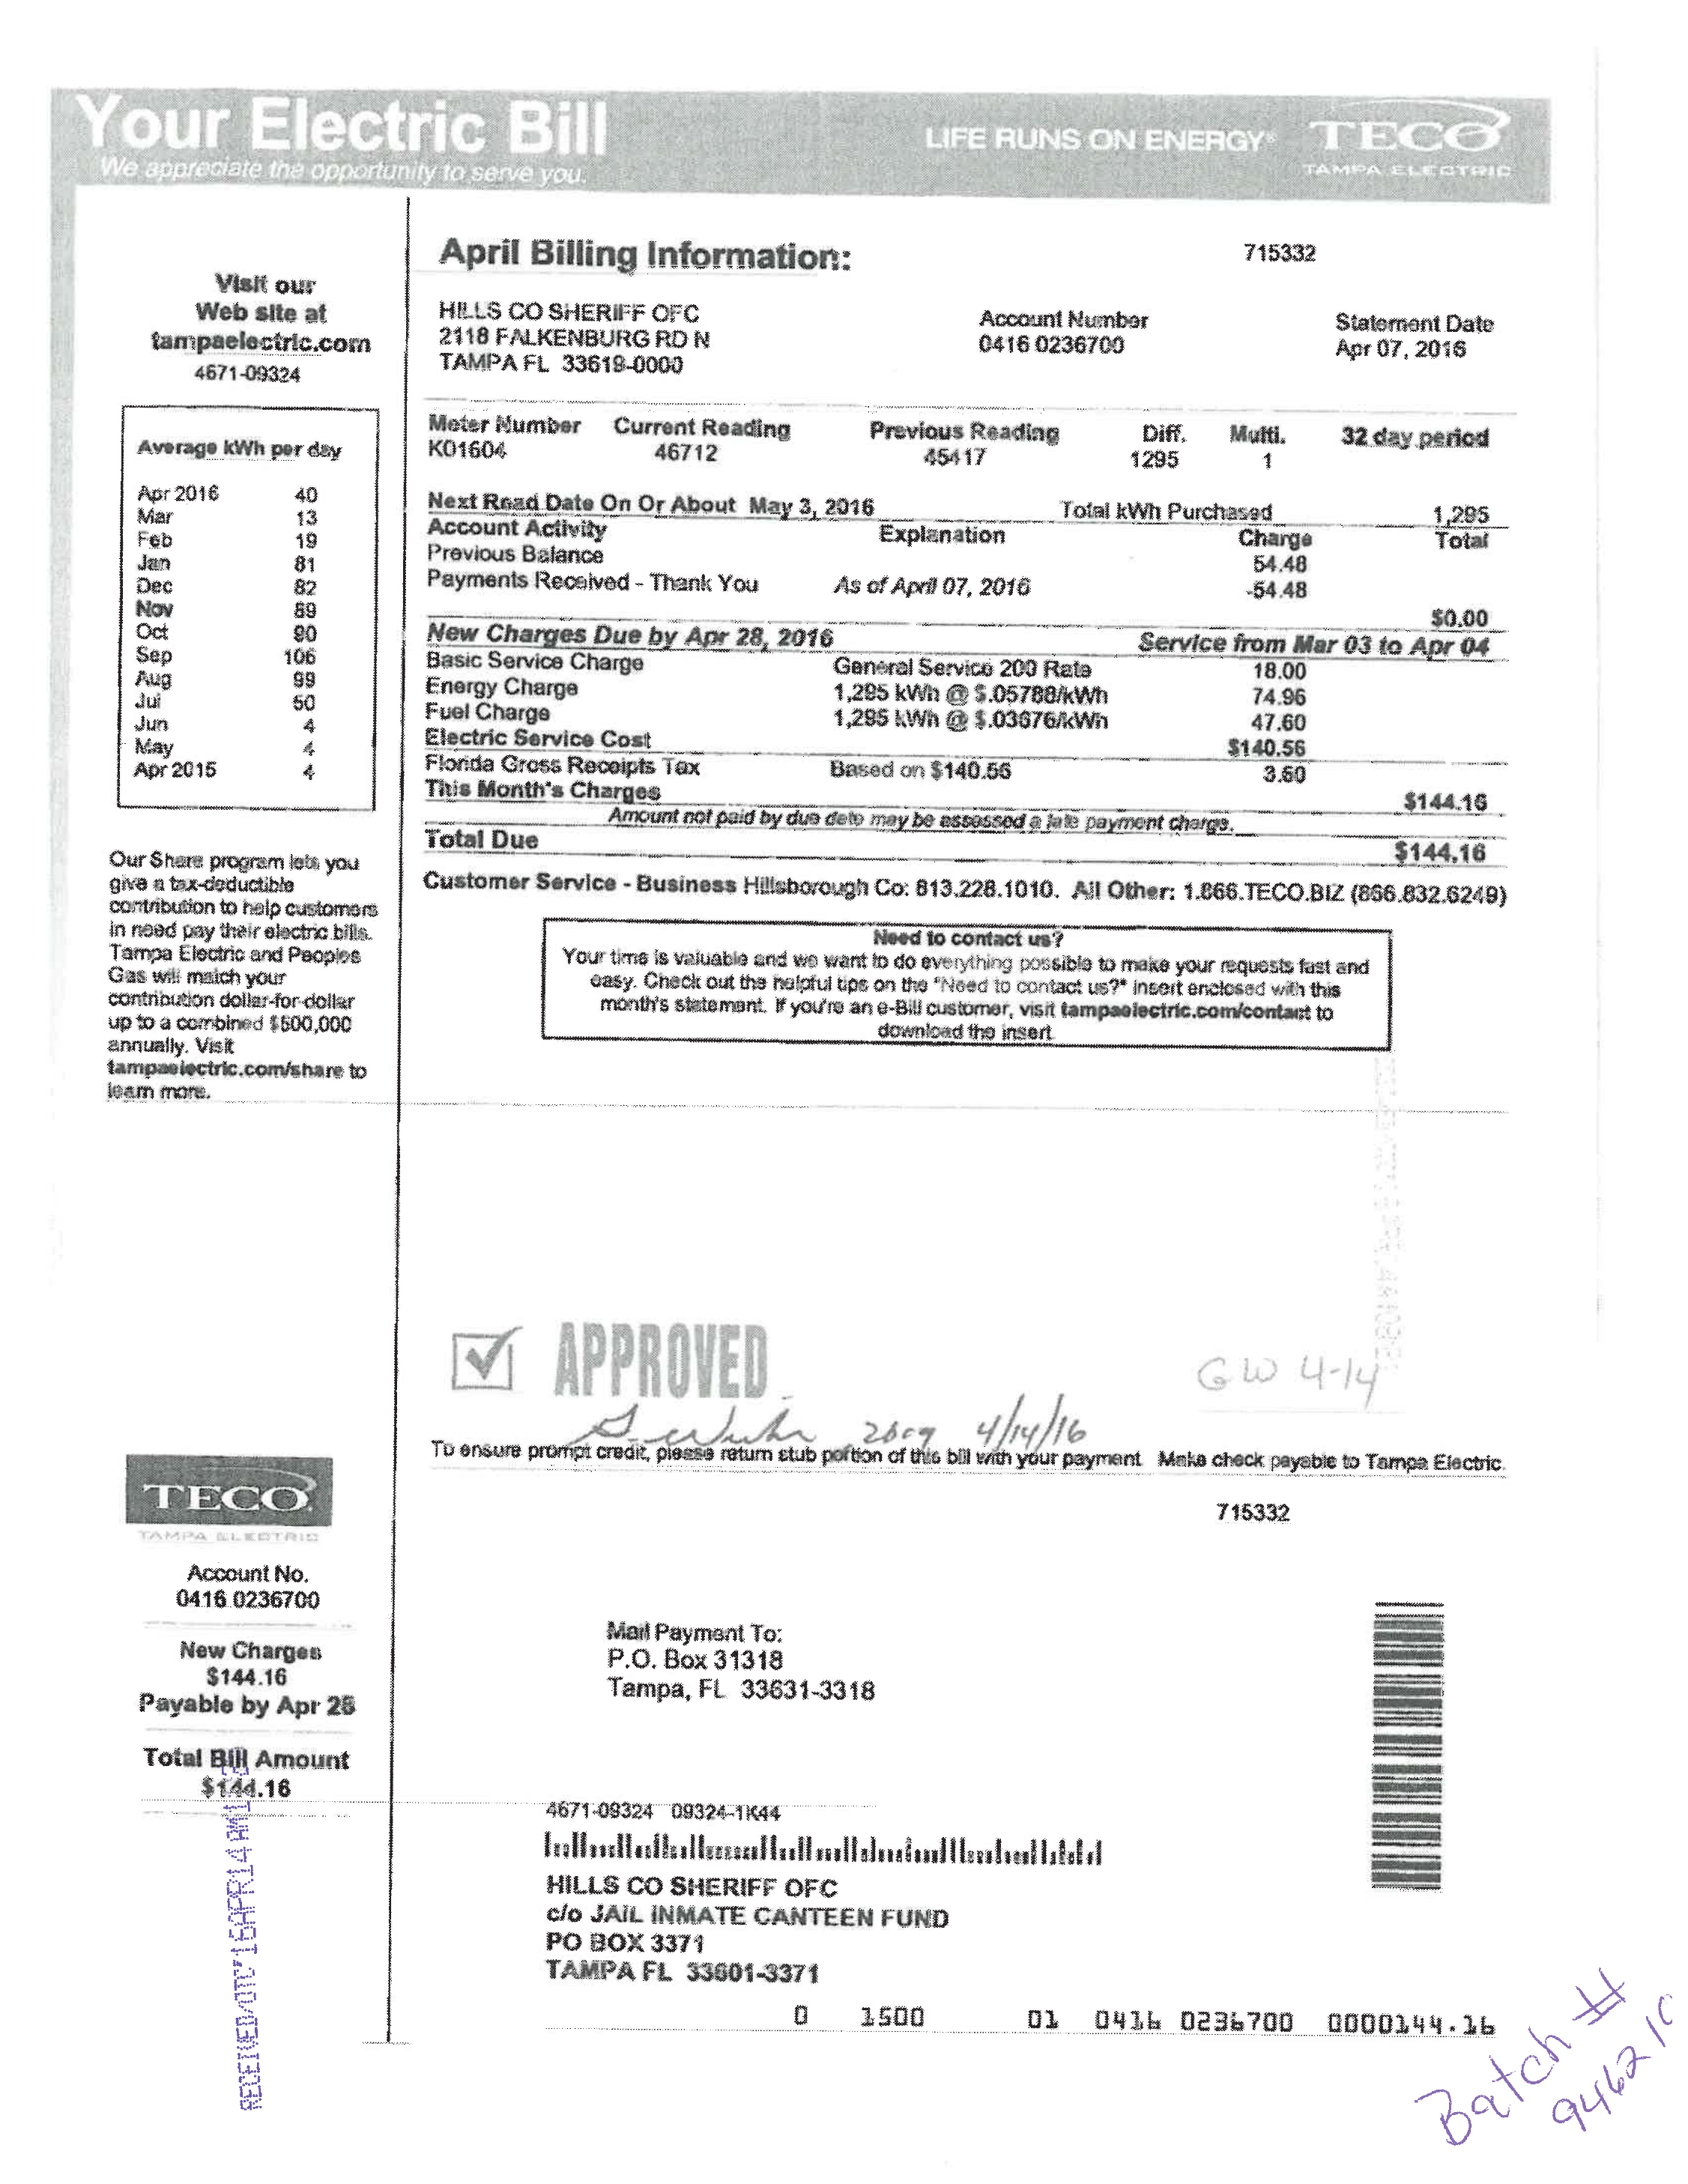 Your Electric Bill
We appreciate the opportunity to serve you.
LIFE RUNS ON ENERGY®
TECO
TAMPA ELECTRIC
Visit our
Web site at
tampaelectric.com
4671-09324
Average kWh per day
Apr 2016 40
Mar 13
Feb 19
Jan 81
Dec 82
Nov 89
Oct 90
Sep 106
Aug 99
Jul 50
Jun 4
May 4
Apr 2015 4
Our Share program lets you
give a tax-deductible
contribution to help customers
in need pay their electric bills.
Tampa Electric and Peoples
Gas will match your
contribution dollar-for-dollar
up to a combined $500,000
annually. Visit
tampaelectric.com/share to
learn more.
April Billing Information:
715332
HILLS CO SHERIFF OFC
2118 FALKENBURG RD N
TAMPA FL 33619-0000
Account Number
0416 0236700
Statement Date
Apr 07, 2016
Meter Number Current Reading Previous Reading Diff. Multi. 32 day period
K01604 46712 45417 1295 1
Next Read Date On Or About May 3, 2016 Total kWh Purchased 1,295
Account Activity Explanation Charge Total
Previous Balance 54.48
Payments Received - Thank You As of April 07, 2016 -54.48
$0.00
New Charges Due by Apr 28, 2016 Service from Mar 03 to Apr 04
Basic Service Charge General Service 200 Rate 18.00
Energy Charge 1,295 kWh @ $.05788/kWh 74.96
Fuel Charge 1,295 kWh @ $.03676/kWh 47.60
Electric Service Cost $140.56
Florida Gross Receipts Tax Based on $140.56 3.60
This Month's Charges $144.16
Amount not paid by due date may be assessed a late payment charge.
Total Due $144.16
Customer Service - Business Hillsborough Co: 813.228.1010. All Other: 1.866.TECO.BIZ (866.832.6249)
Need to contact us?
Your time is valuable and we want to do everything possible to make your requests fast and
easy. Check out the helpful tips on the "Need to contact us?" insert enclosed with this
month's statement. If you're an e-Bill customer, visit tampaelectric.com/contact to
download the insert.
APPROVED
GW 4-14
4/14/16
To ensure prompt credit, please return stub portion of this bill with your payment. Make check payable to Tampa Electric.
TECO
TAMPA ELECTRIC
715332
Account No.
0416 0236700
New Charges
$144.16
Payable by Apr 28
Total Bill Amount
$144.16
Mail Payment To:
P.O. Box 31318
Tampa, FL 33631-3318
4671-09324 09324-1K44
HILLS CO SHERIFF OFC
c/o JAIL INMATE CANTEEN FUND
PO BOX 3371
TAMPA FL 33601-3371
0 1500 01 0416 0236700 0000144.16
Batch #